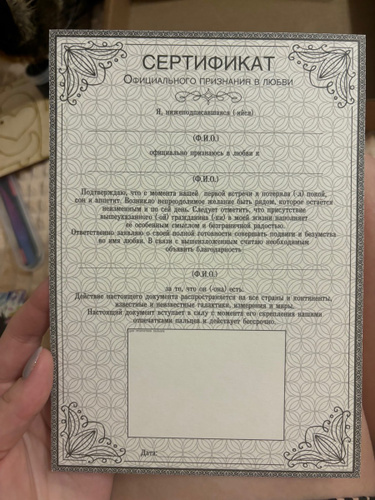 СЕРТИФИКАТ
Официального признания в любви
Я, нижеподписавшаяся (-ийся)
(Ф.И.О.)
официально признаюсь в любви к
(Ф.И.О.)
Подтверждаю, что с момента нашей первой встречи я потеряла (-л) покой,
сон и аппетит. Возникло непреодолимое желание быть рядом, которое остается
неизменным и по сей день. Следует отметить, что присутствие
вышеуказанного (-ой) гражданина (-ки) в моей жизни наполняет
ее особенным смыслом и безграничной радостью.
Ответственно заявляю о своей полной готовности совершать подвиги и безумства
во имя любви. В связи с вышеизложенным считаю необходимым
объявить благодарность
(Ф.И.О.)
за то, что он (-она) есть.
Действие настоящего документа распространяется на все страны и континенты,
известные и неизвестные галактики, измерения и миры.
Настоящий документ вступает в силу с момента его скрепления нашими
отпечатками пальцев и действует бессрочно.
Дата: